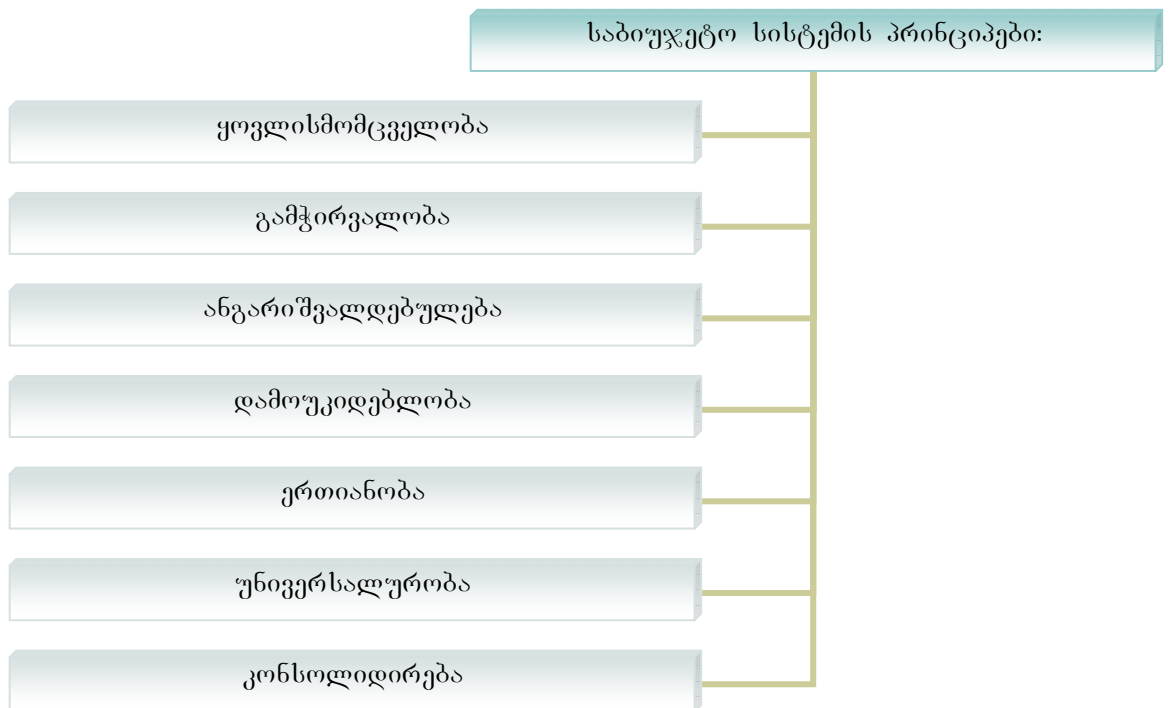 საბიუჯეტო სისტემის პრინციპები:
ყოვლისმომცველობა
გამჭირვალობა
ანგარიშვალდებულება
დამოუკიდებლობა
ერთიანობა
უნივერსალურობა
კონსოლიდირება